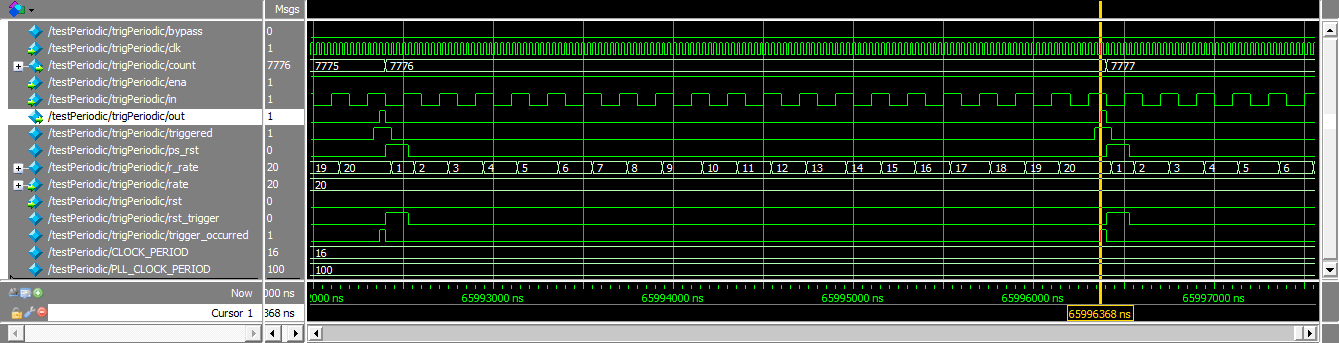 Msgs
/testPeriodic/trigPeriodic/bypass 0
/testPeriodic/trigPeriodic/clk 1
/testPeriodic/trigPeriodic/count 7776 7775 7776 7777
/testPeriodic/trigPeriodic/ena 1
/testPeriodic/trigPeriodic/in 1
/testPeriodic/trigPeriodic/out 1
/testPeriodic/trigPeriodic/triggered 1
/testPeriodic/trigPeriodic/ps_rst 0
/testPeriodic/trigPeriodic/r_rate 20 19 20 1 2 3 4 5 6 7 8 9 10 11 12 13 14 15 16 17 18 19 20 1 2 3 4 5 6
/testPeriodic/trigPeriodic/rate 20 20
/testPeriodic/trigPeriodic/rst 0
/testPeriodic/trigPeriodic/rst_trigger 0
/testPeriodic/trigPeriodic/trigger_occurred 1
/testPeriodic/CLOCK_PERIOD 16 16
/testPeriodic/PLL_CLOCK_PERIOD 100 100
Now 000 ns 2000 ns 65993000 ns 65994000 ns 65995000 ns 65996000 ns 65997000 ns
Cursor 1 368 ns 65996368 ns